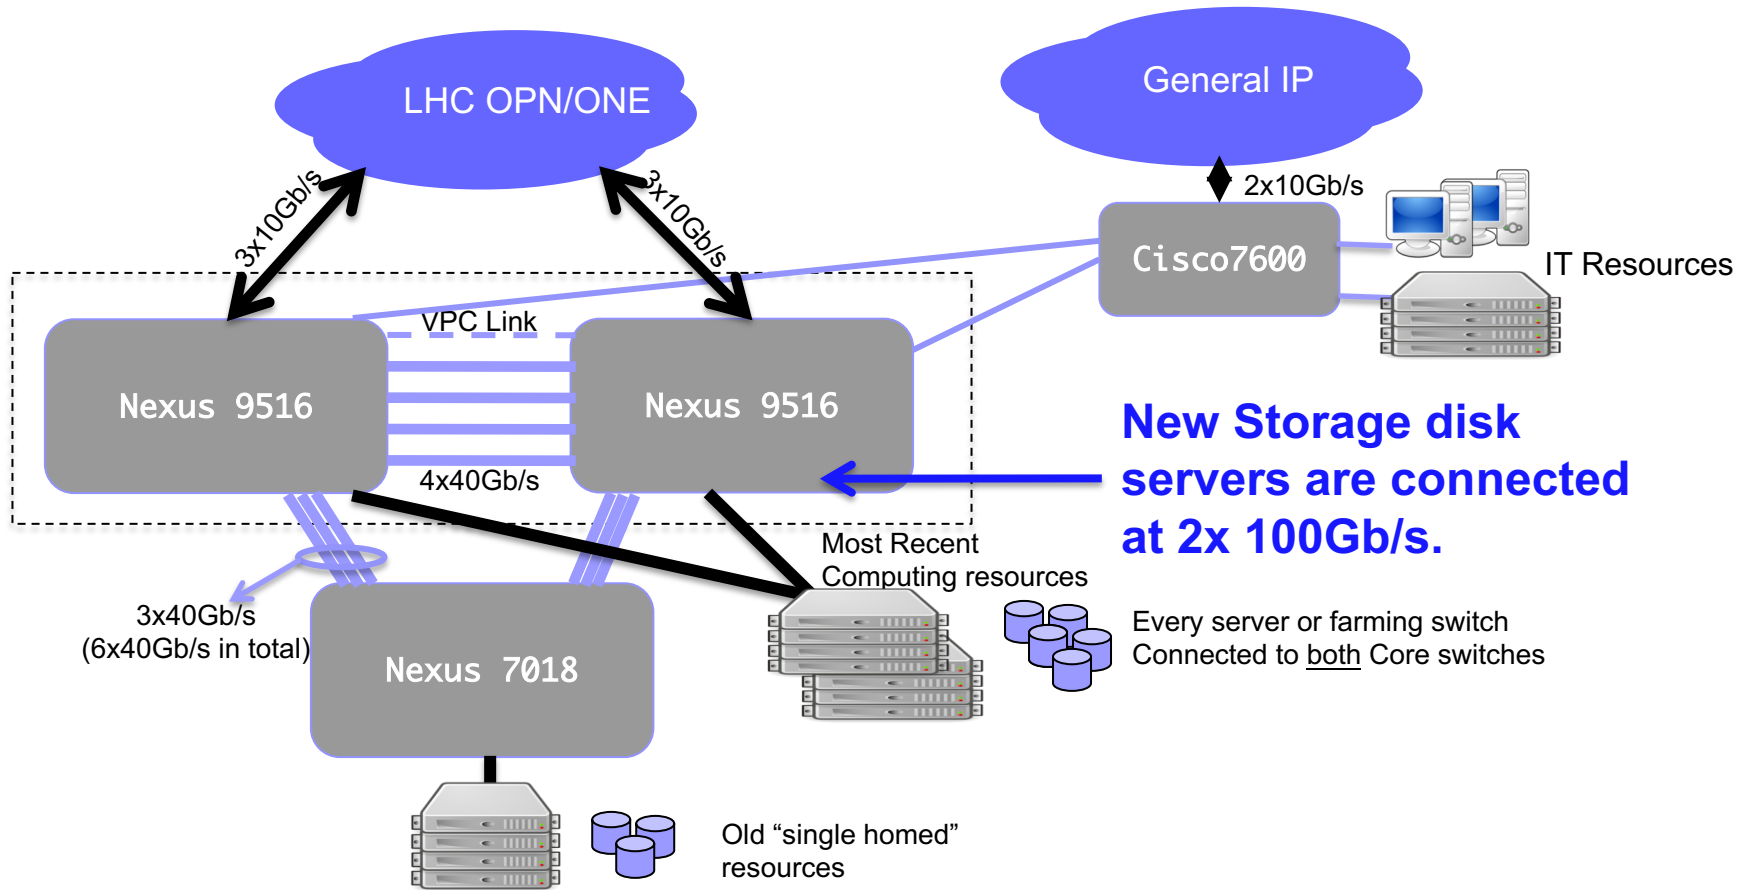 LHC OPN/ONE
General IP
3x10Gb/s
3x10Gb/s
2x10Gb/s
Cisco7600
IT Resources
VPC Link
Nexus 9516
Nexus 9516
4x40Gb/s
New Storage disk
servers are connected
at 2x 100Gb/s.
Most Recent
Computing resources
3x40Gb/s
(6x40Gb/s in total)
Nexus 7018
Every server or farming switch
Connected to both Core switches
Old “single homed”
resources